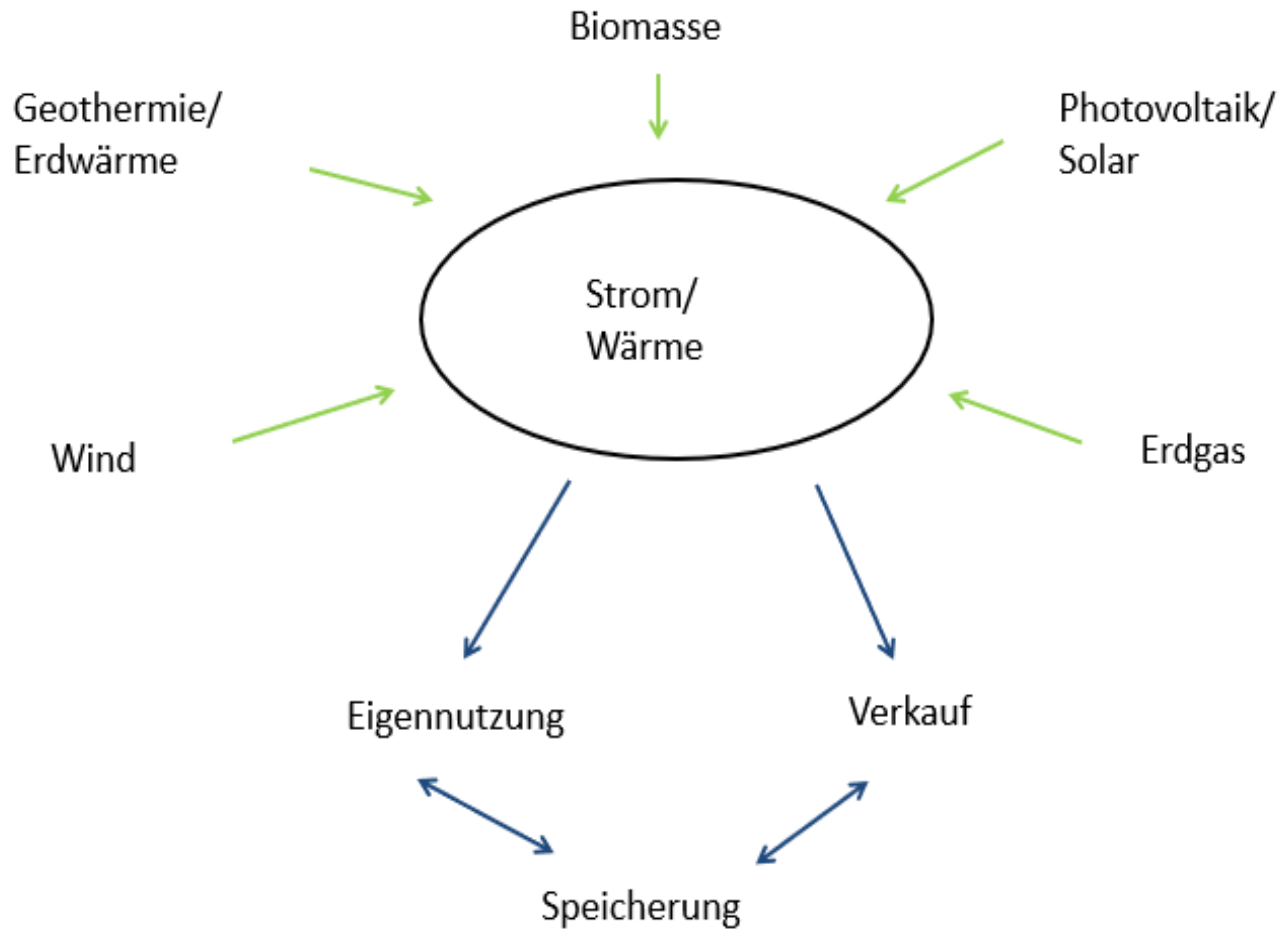 Biomasse
Geothermie/
Erdwärme
Photovoltaik/
Solar
Strom/
Wärme
Wind
Erdgas
Eigennutzung
Verkauf
Speicherung